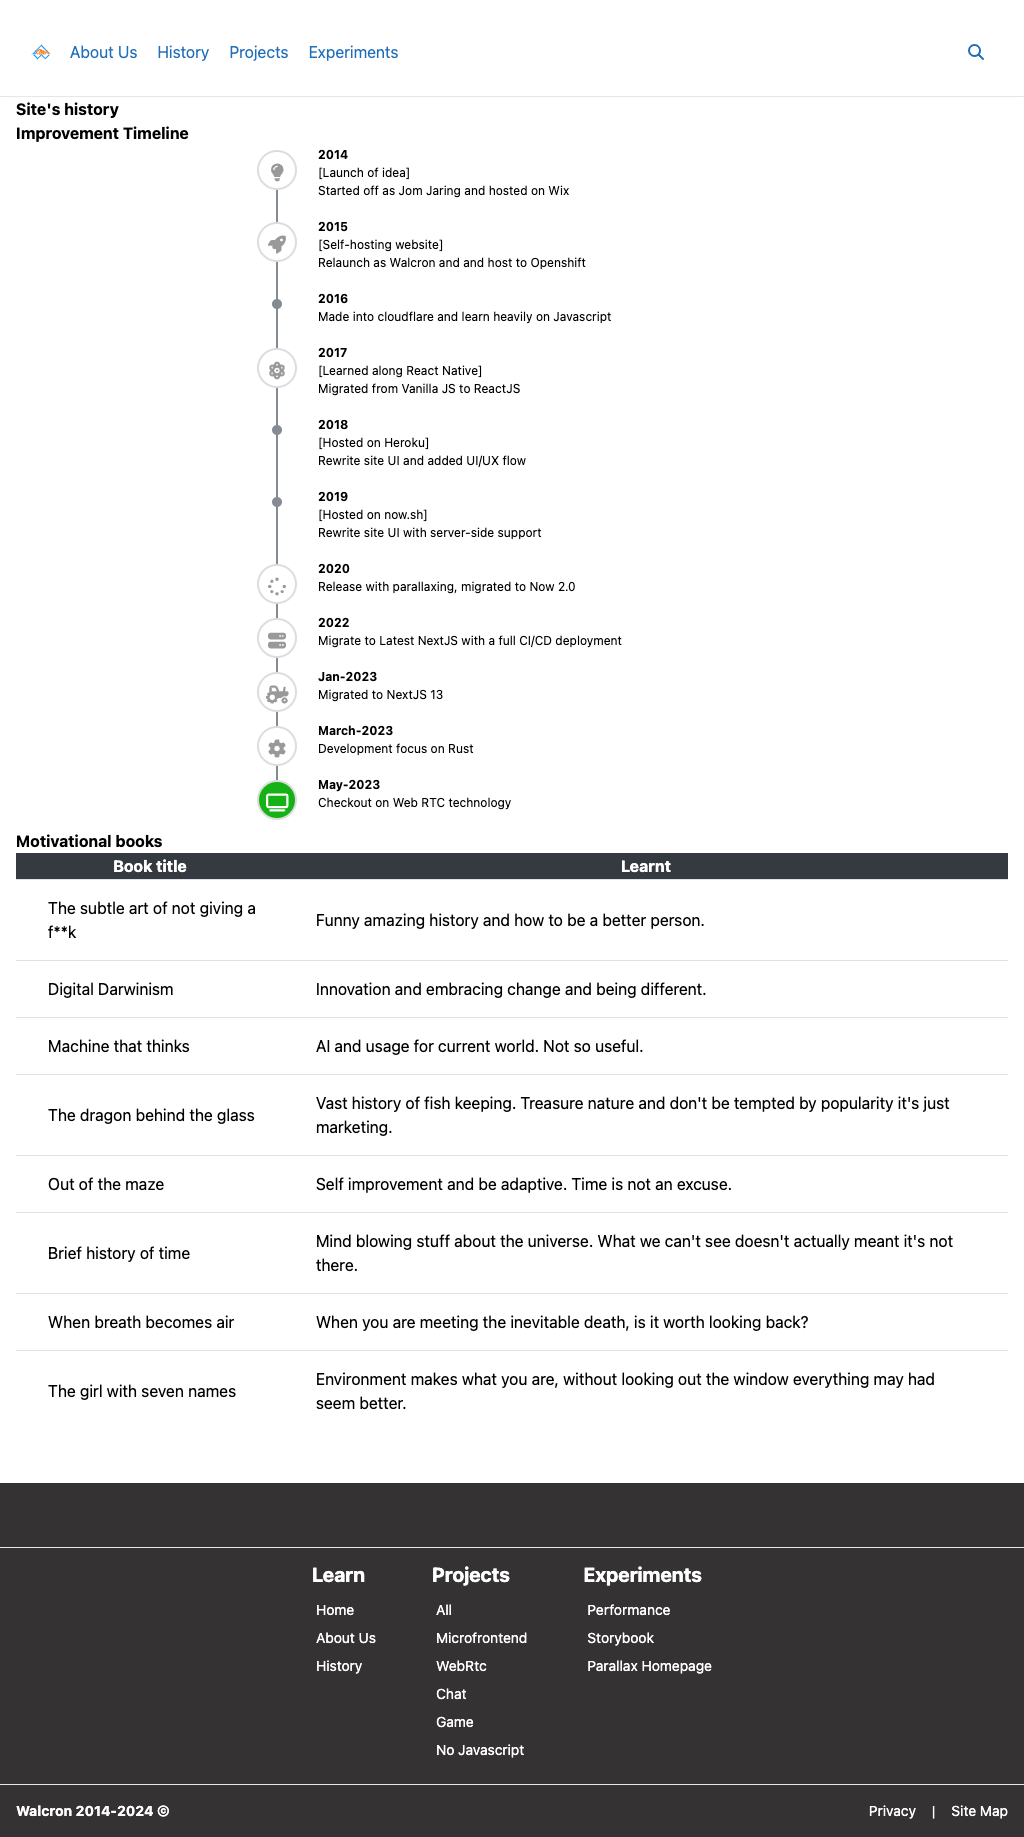 About Us History Projects Experiments
Site's history
Improvement Timeline
2014
[Launch of idea]
Started off as Jom Jaring and hosted on Wix
2015
[Self-hosting website]
Relaunch as Walcron and and host to Openshift
2016
Made into cloudflare and learn heavily on Javascript
2017
[Learned along React Native]
Migrated from Vanilla JS to ReactJS
2018
[Hosted on Heroku]
Rewrite site UI and added UI/UX flow
2019
[Hosted on now.sh]
Rewrite site UI with server-side support
2020
Release with parallaxing, migrated to Now 2.0
2022
Migrate to Latest NextJS with a full CI/CD deployment
Jan-2023
Migrated to NextJS 13
March-2023
Development focus on Rust
May-2023
Checkout on Web RTC technology
Motivational books
Book title Learnt
The subtle art of not giving a
f**k
Funny amazing history and how to be a better person.
Digital Darwinism Innovation and embracing change and being different.
Machine that thinks AI and usage for current world. Not so useful.
The dragon behind the glass
Vast history of fish keeping. Treasure nature and don't be tempted by popularity it's just
marketing.
Out of the maze Self improvement and be adaptive. Time is not an excuse.
Brief history of time
Mind blowing stuff about the universe. What we can't see doesn't actually meant it's not
there.
When breath becomes air When you are meeting the inevitable death, is it worth looking back?
The girl with seven names
Environment makes what you are, without looking out the window everything may had
seem better.
Learn
Home
About Us
History
Projects
All
Microfrontend
WebRtc
Chat
Game
No Javascript
Experiments
Performance
Storybook
Parallax Homepage
Walcron 2014-2024 ©
Privacy | Site Map